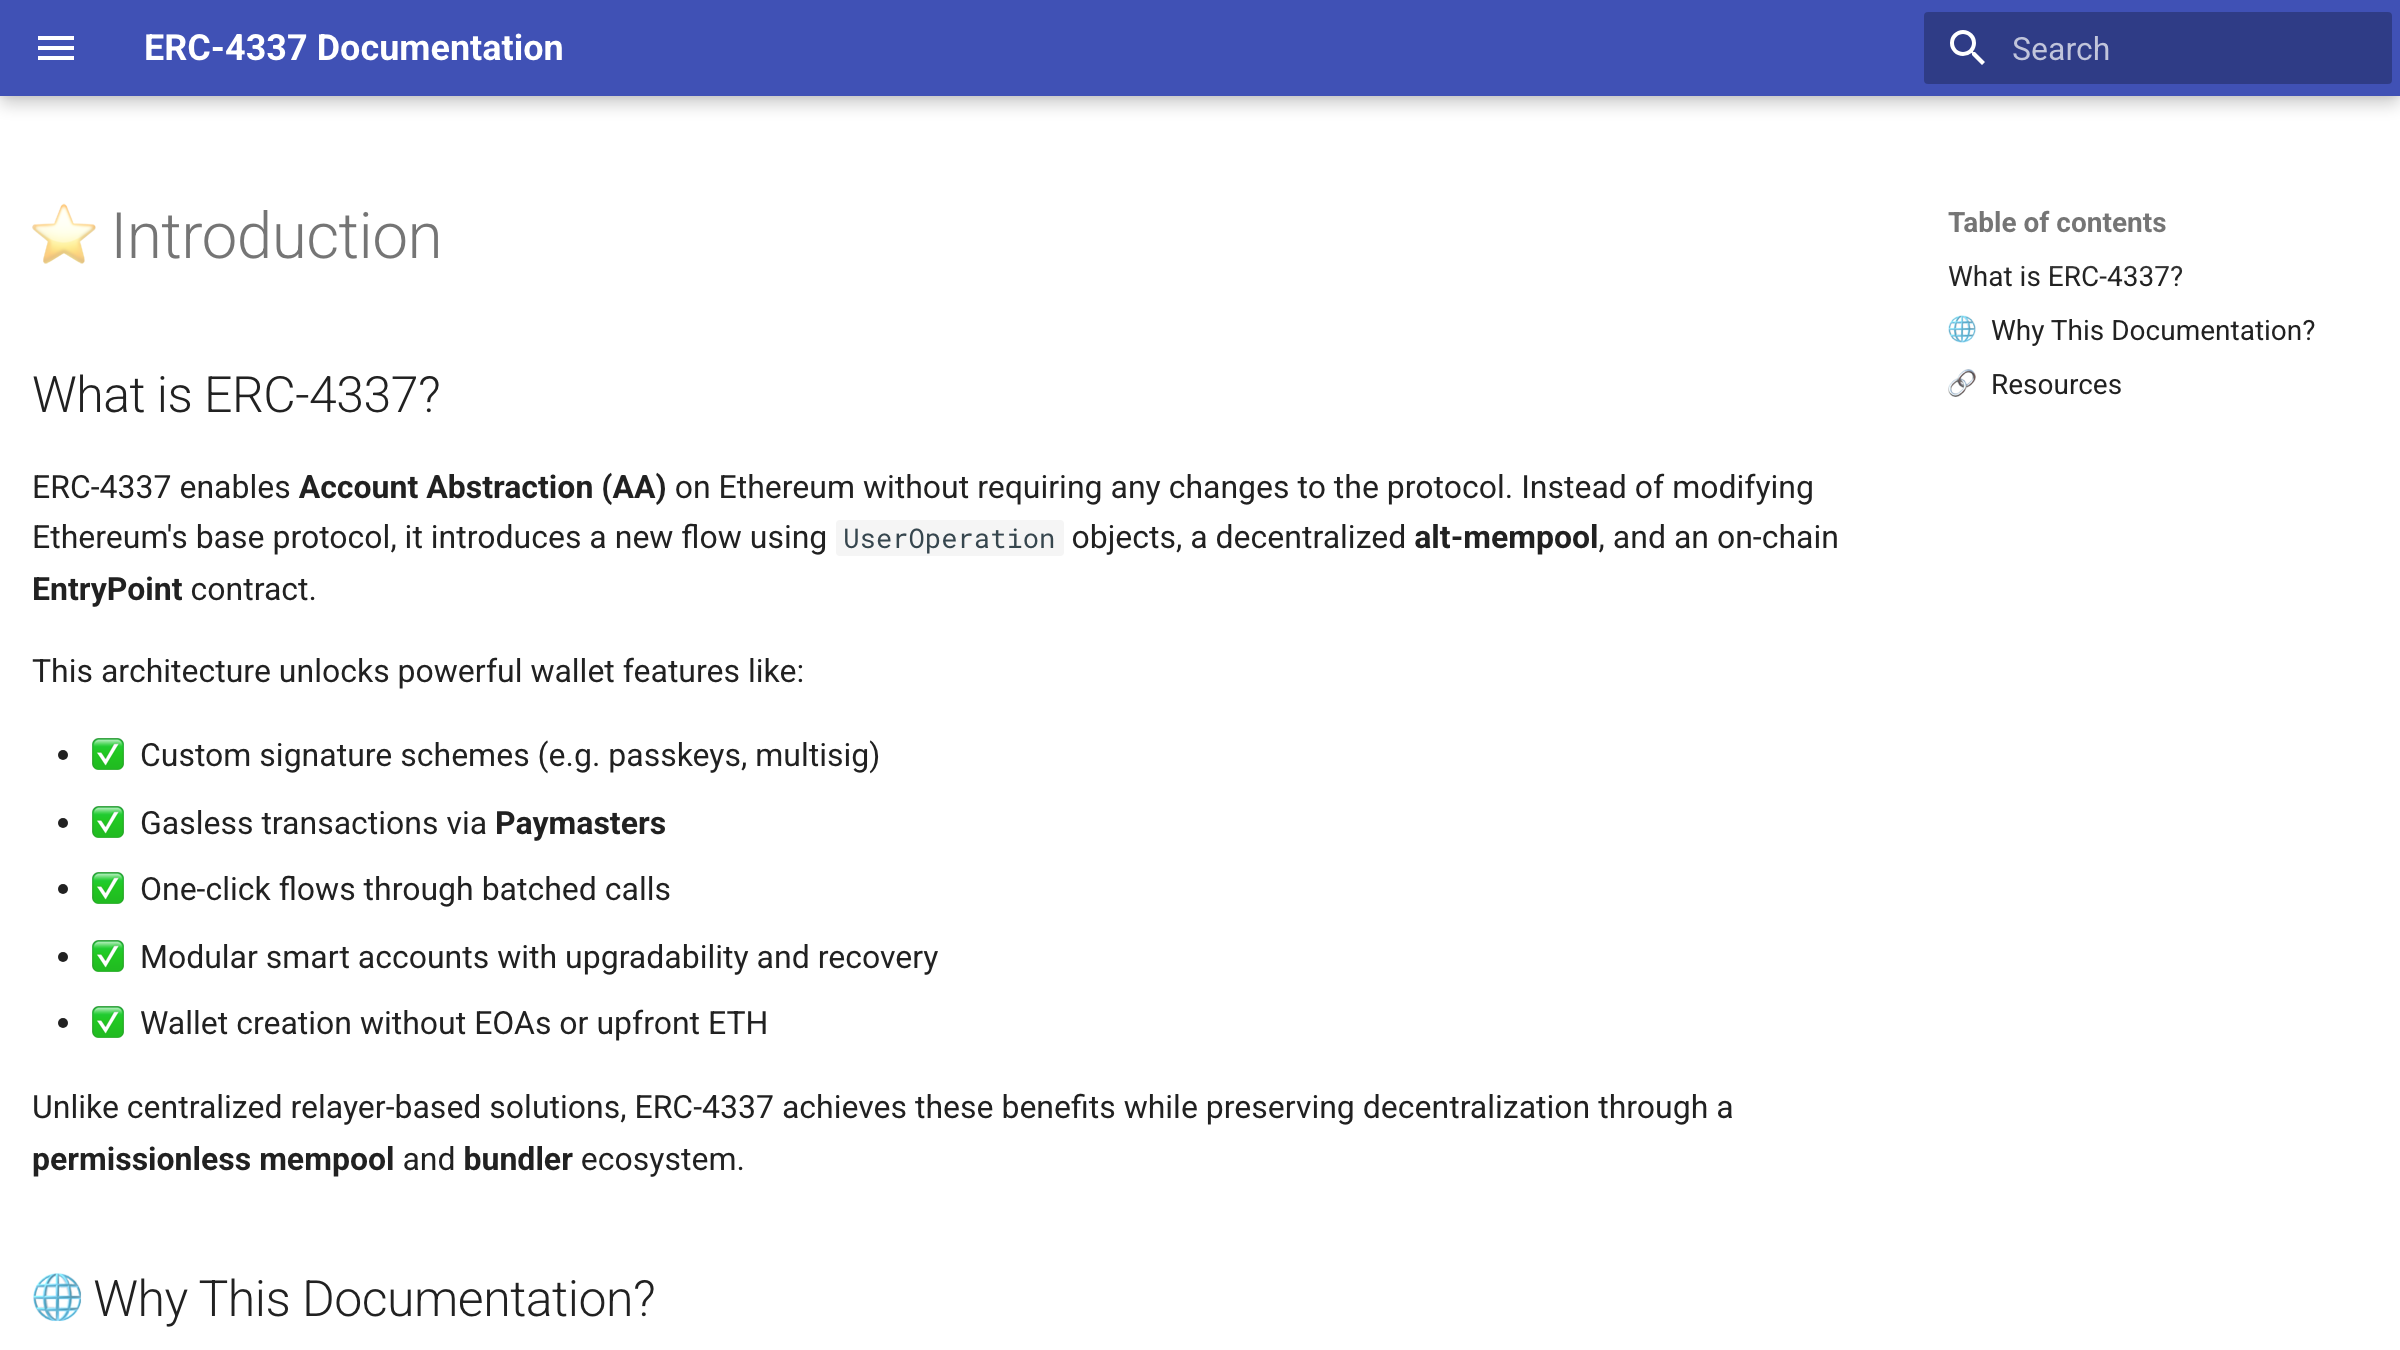 ERC-4337 Documentation
Search
⭐ Introduction
What is ERC-4337?
ERC-4337 enables Account Abstraction (AA) on Ethereum without requiring any changes to the protocol. Instead of modifying
Ethereum's base protocol, it introduces a new flow using UserOperation objects, a decentralized alt-mempool, and an on-chain
EntryPoint contract.
This architecture unlocks powerful wallet features like:
• ✅ Custom signature schemes (e.g. passkeys, multisig)
• ✅ Gasless transactions via Paymasters
• ✅ One-click flows through batched calls
• ✅ Modular smart accounts with upgradability and recovery
• ✅ Wallet creation without EOAs or upfront ETH
Unlike centralized relayer-based solutions, ERC-4337 achieves these benefits while preserving decentralization through a
permissionless mempool and bundler ecosystem.
🌐 Why This Documentation?
Table of contents
What is ERC-4337?
🌐 Why This Documentation?
🔗 Resources